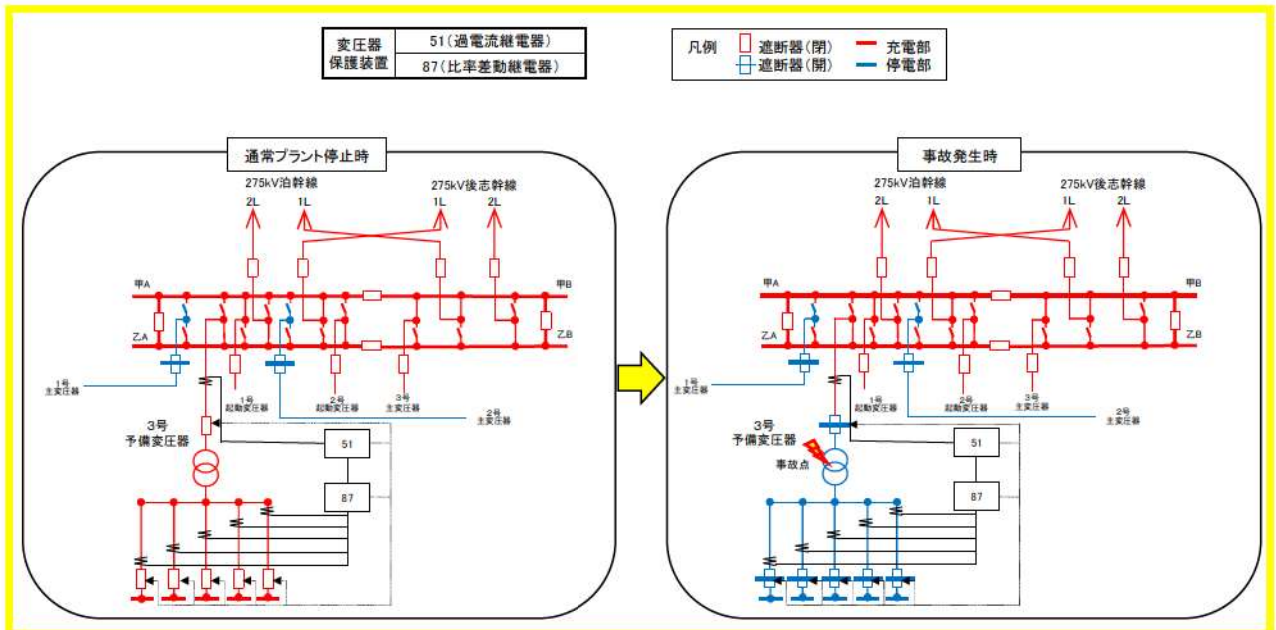 変圧器
保護装置
51(過電流継電器)
87(比率差動継電器)
凡例
遮断器(閉)
充電部
遮断器(開)
停電部
通常プラント停止時
275kV泊幹線
275kV後志幹線
2L
1L
1L
2L
甲A
甲B
乙A
乙B
1号
主変圧器
1号
起動変圧器
2号
起動変圧器
3号
主変圧器
2号
主変圧器
3号
予備変圧器
51
87
事故発生時
275kV泊幹線
275kV後志幹線
2L
1L
1L
2L
甲A
甲B
乙A
乙B
1号
主変圧器
1号
起動変圧器
2号
起動変圧器
3号
主変圧器
2号
主変圧器
3号
予備変圧器
事故点
51
87